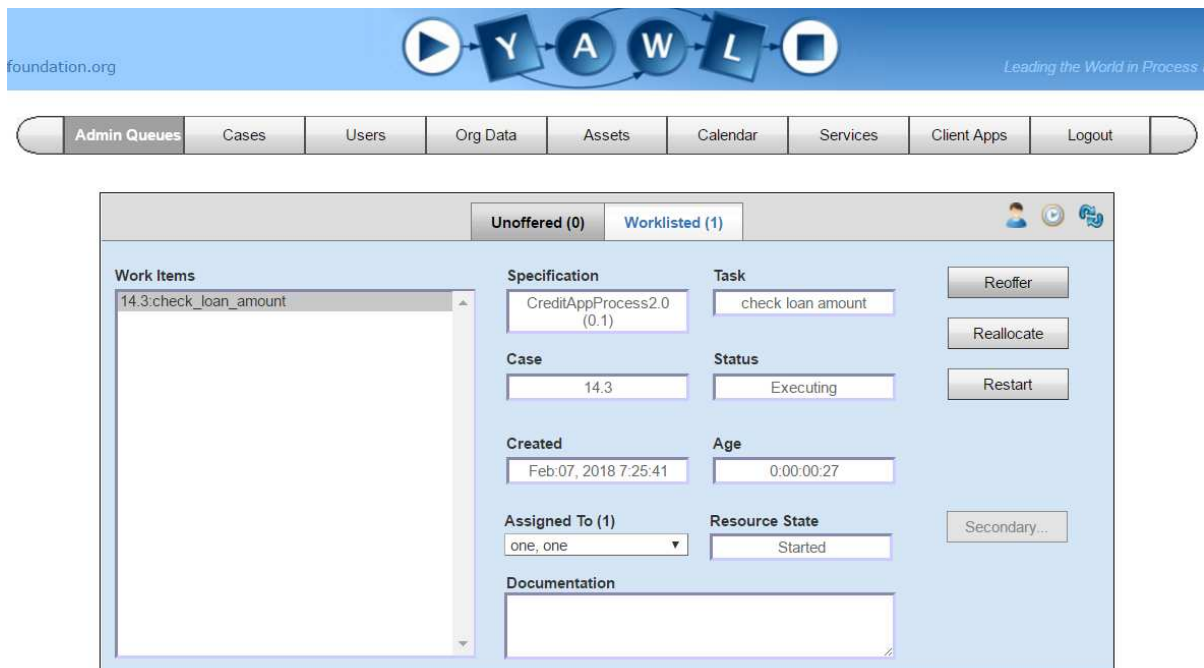 YAWL
foundation.org
Leading the World in Process
Admin Queues Cases Users Org Data Assets Calendar Services Client Apps Logout
Unoffered (0) Worklisted (1)
Work Items
14.3:check_loan_amount
Specification Task
CreditAppProcess2.0
(0.1)
check loan amount
Case Status
14.3 Executing
Created Age
Feb:07, 2018 7:25:41 0:00:00:27
Assigned To (1) Resource State
one, one Started
Documentation
Reoffer
Reallocate
Restart
Secondary...